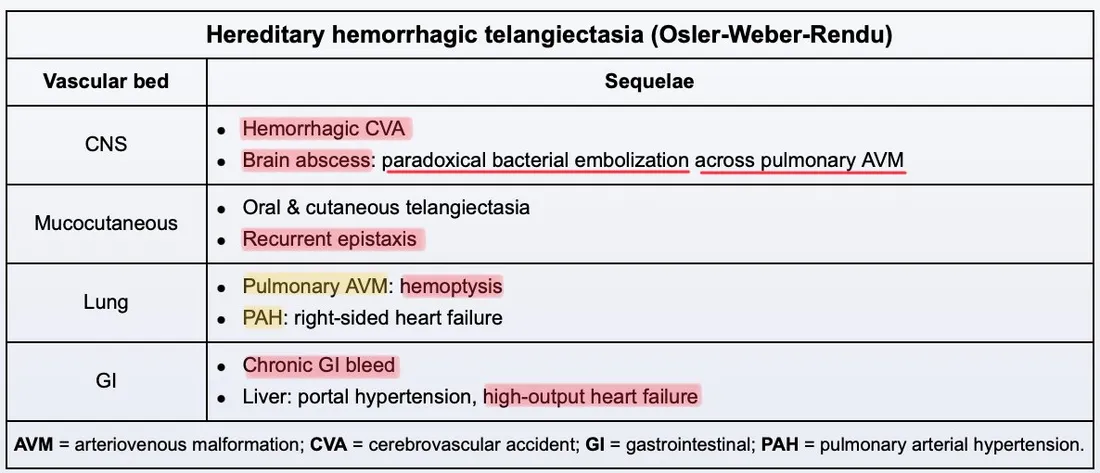 Hereditary hemorrhagic telangiectasia (Osler-Weber-Rendu)
Vascular bed
Sequelae
CNS
• Hemorrhagic CVA
• Brain abscess: paradoxical bacterial embolization across pulmonary AVM
Mucocutaneous
• Oral & cutaneous telangiectasia
• Recurrent epistaxis
Lung
• Pulmonary AVM: hemoptysis
• PAH: right-sided heart failure
GI
• Chronic GI bleed
• Liver: portal hypertension, high-output heart failure
AVM = arteriovenous malformation; CVA = cerebrovascular accident; GI = gastrointestinal; PAH = pulmonary arterial hypertension.